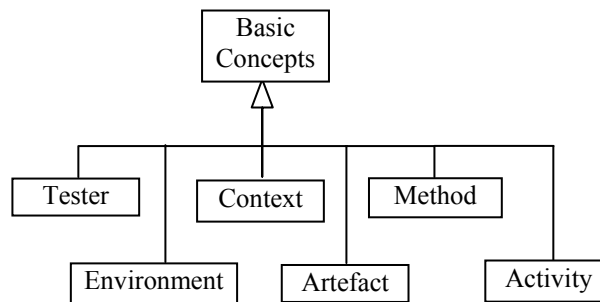 Basic
Concepts
Tester
Context
Method
Environment
Artefact
Activity